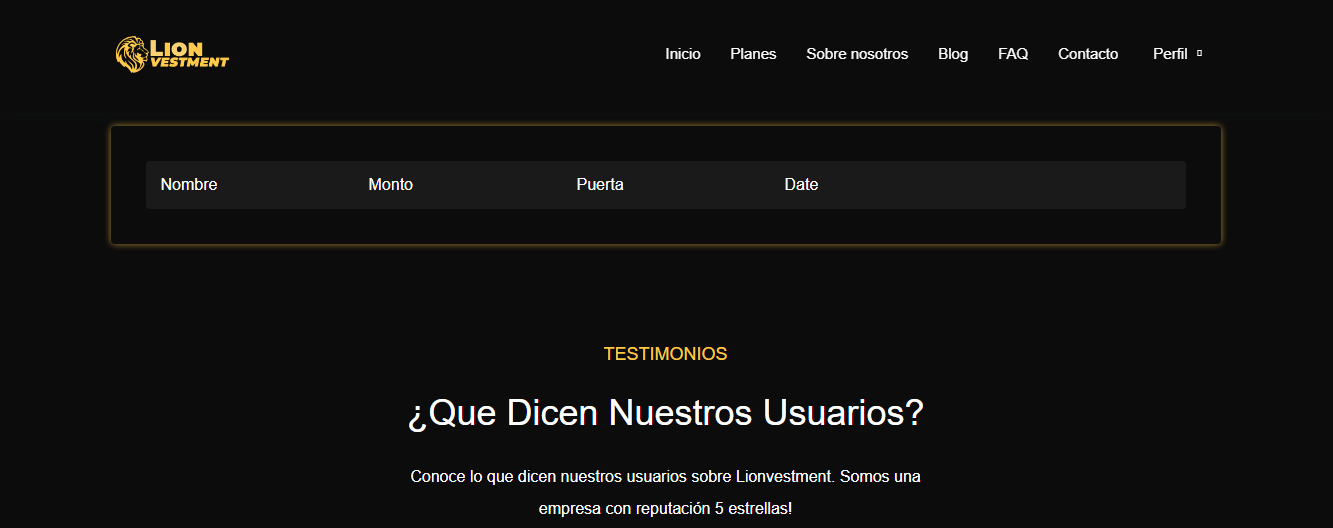 LION
VESTMENT
Inicio Planes Sobre nosotros Blog FAQ Contacto Perfil
Nombre Monto Puerta Date
TESTIMONIOS
¿Que Dicen Nuestros Usuarios?
Conoce lo que dicen nuestros usuarios sobre Lionvestment. Somos una
empresa con reputación 5 estrellas!